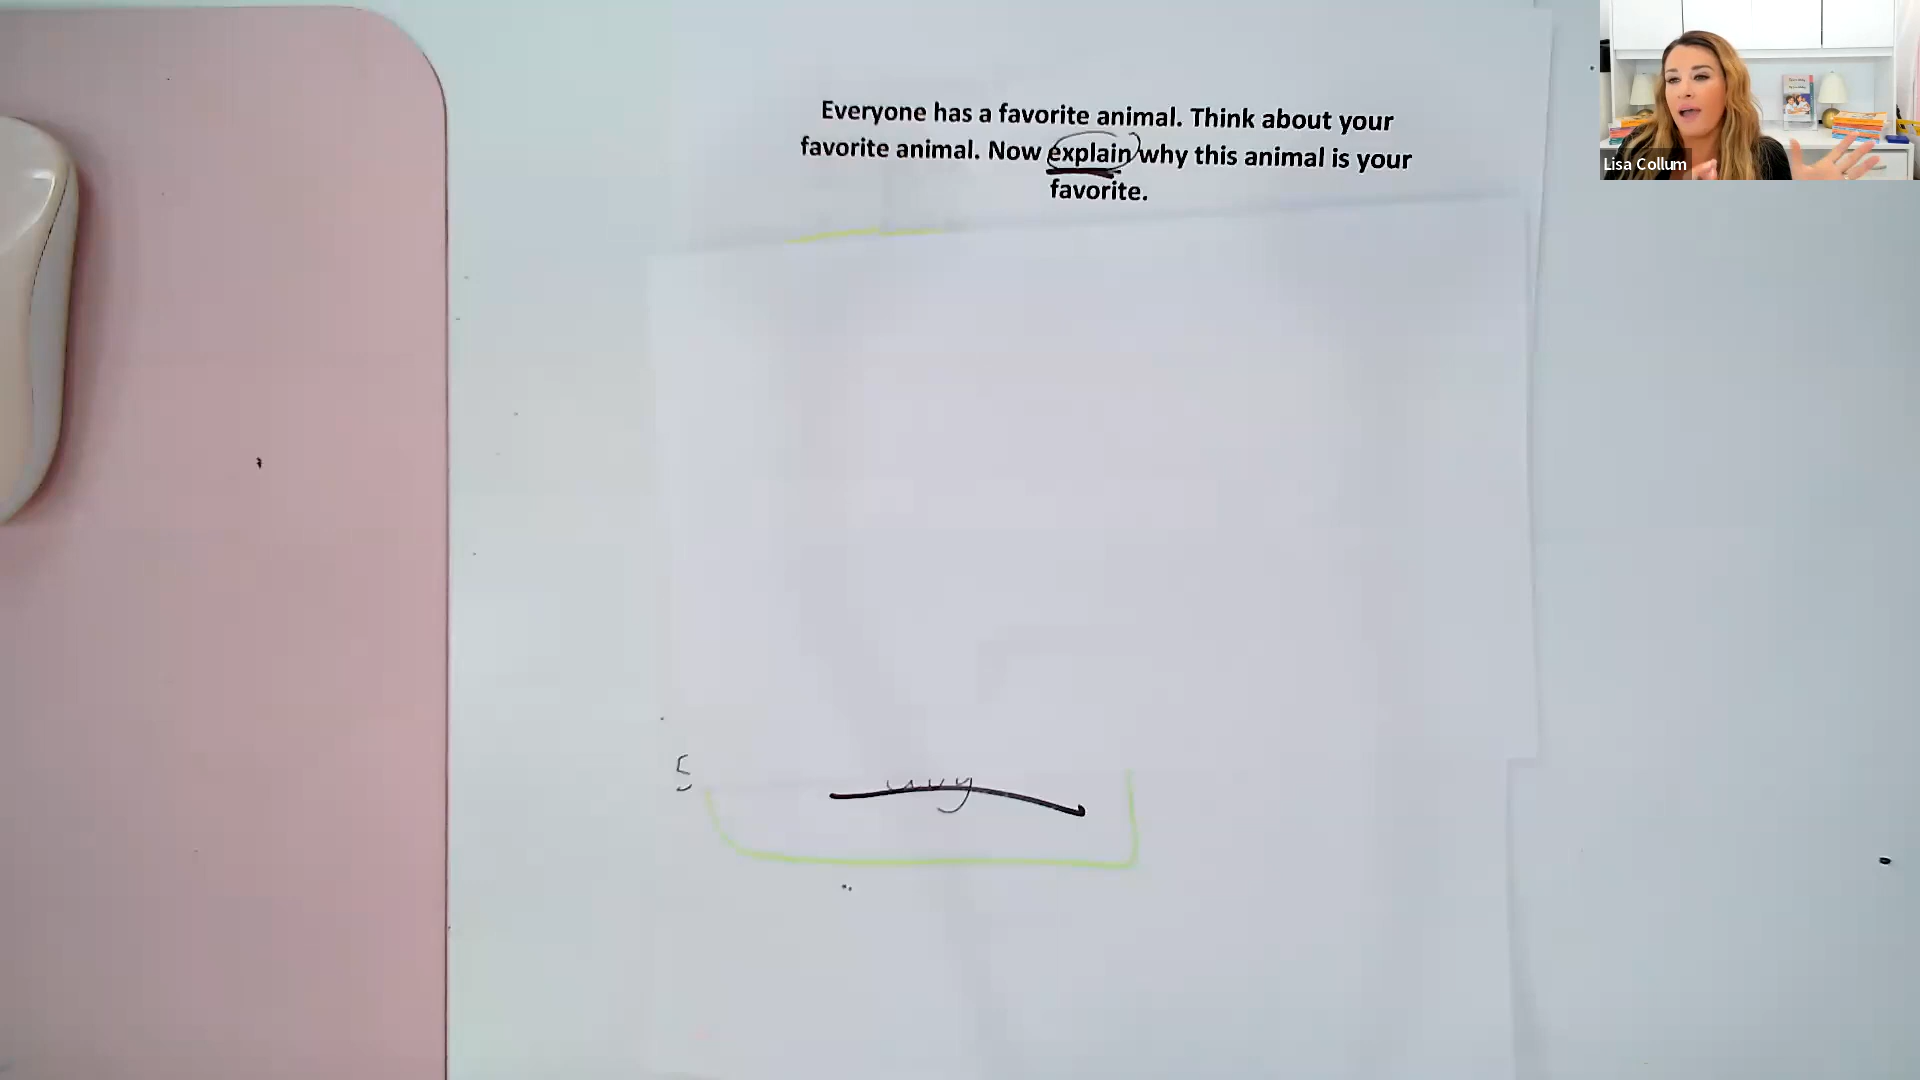 Everyone has a favorite animal. Think about your
favorite animal. Now explain why this animal is your
favorite.
Lisa Collum
5